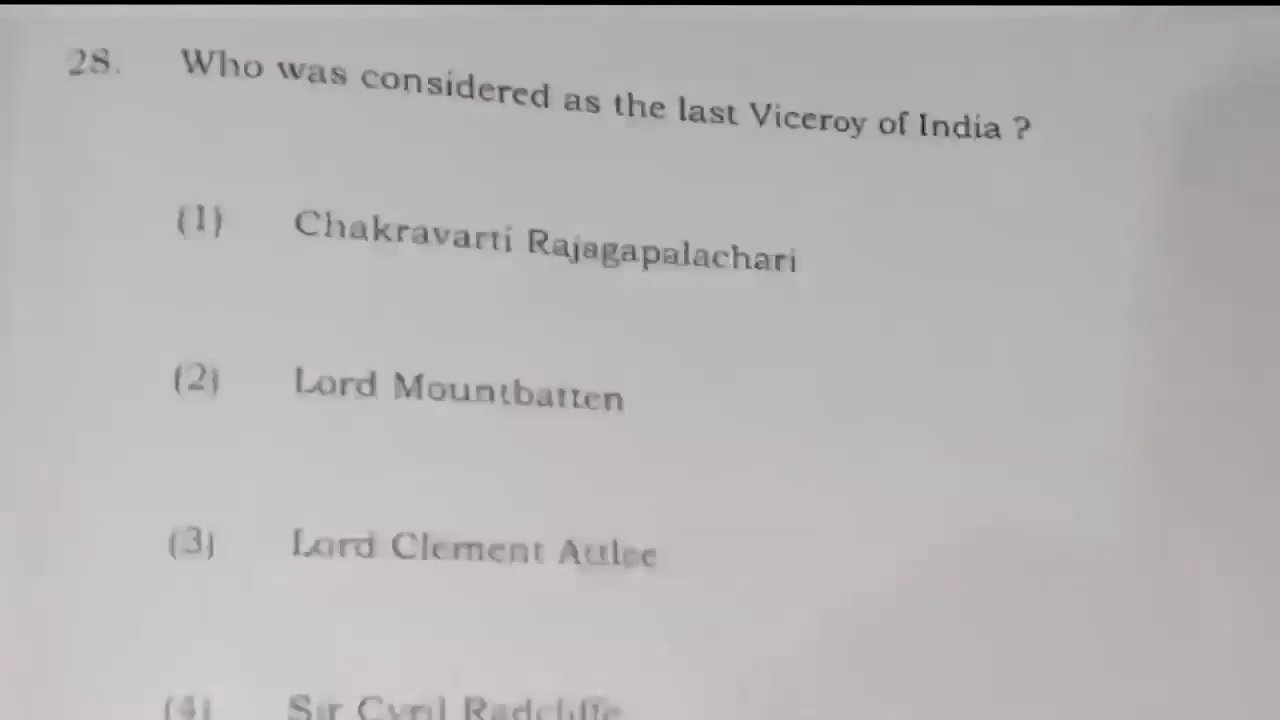 28. Who was considered as the last Viceroy of India ?
(1) Chakravarti Rajagapalachari
(2) Lord Mountbatten
(3) Lord Clement Attlee
(4) Sir Cyril Radcliffe